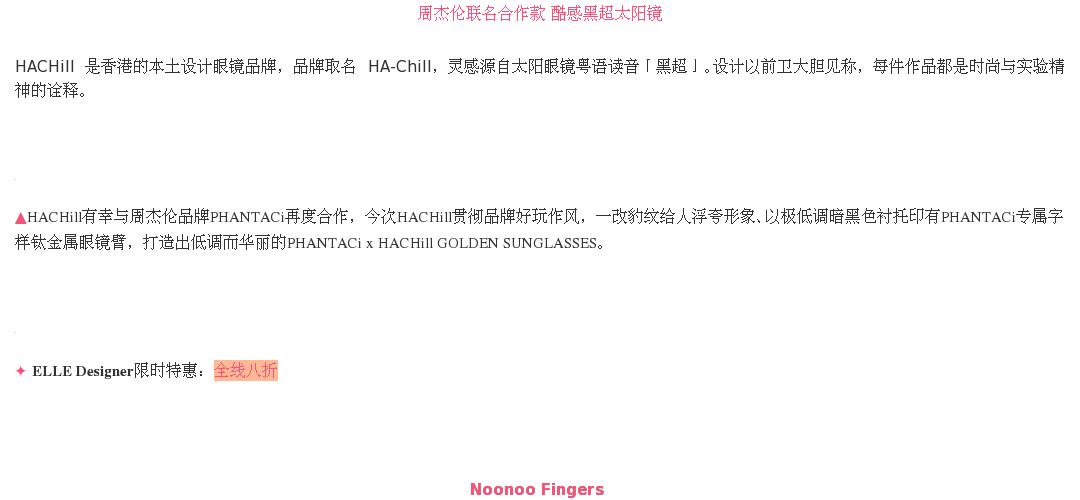 周杰伦联名合作款 酷感黑超太阳镜
HACHill 是香港的本土设计眼镜品牌，品牌取名 HA-Chill，灵感源自太阳眼镜粤语读音「黑超」。设计以前卫大胆见称，每件作品都是时尚与实验精
神的诠释。
▲HACHill有幸与周杰伦品牌PHANTACi再度合作，今次HACHill贯彻品牌好玩作风，一改豹纹给人浮夸形象、以极低调暗黑色衬托印有PHANTACi专属字
样钛金属眼镜臂，打造出低调而华丽的PHANTACi x HACHill GOLDEN SUNGLASSES。
✦ ELLE Designer限时特惠：全线八折
Noonoo Fingers